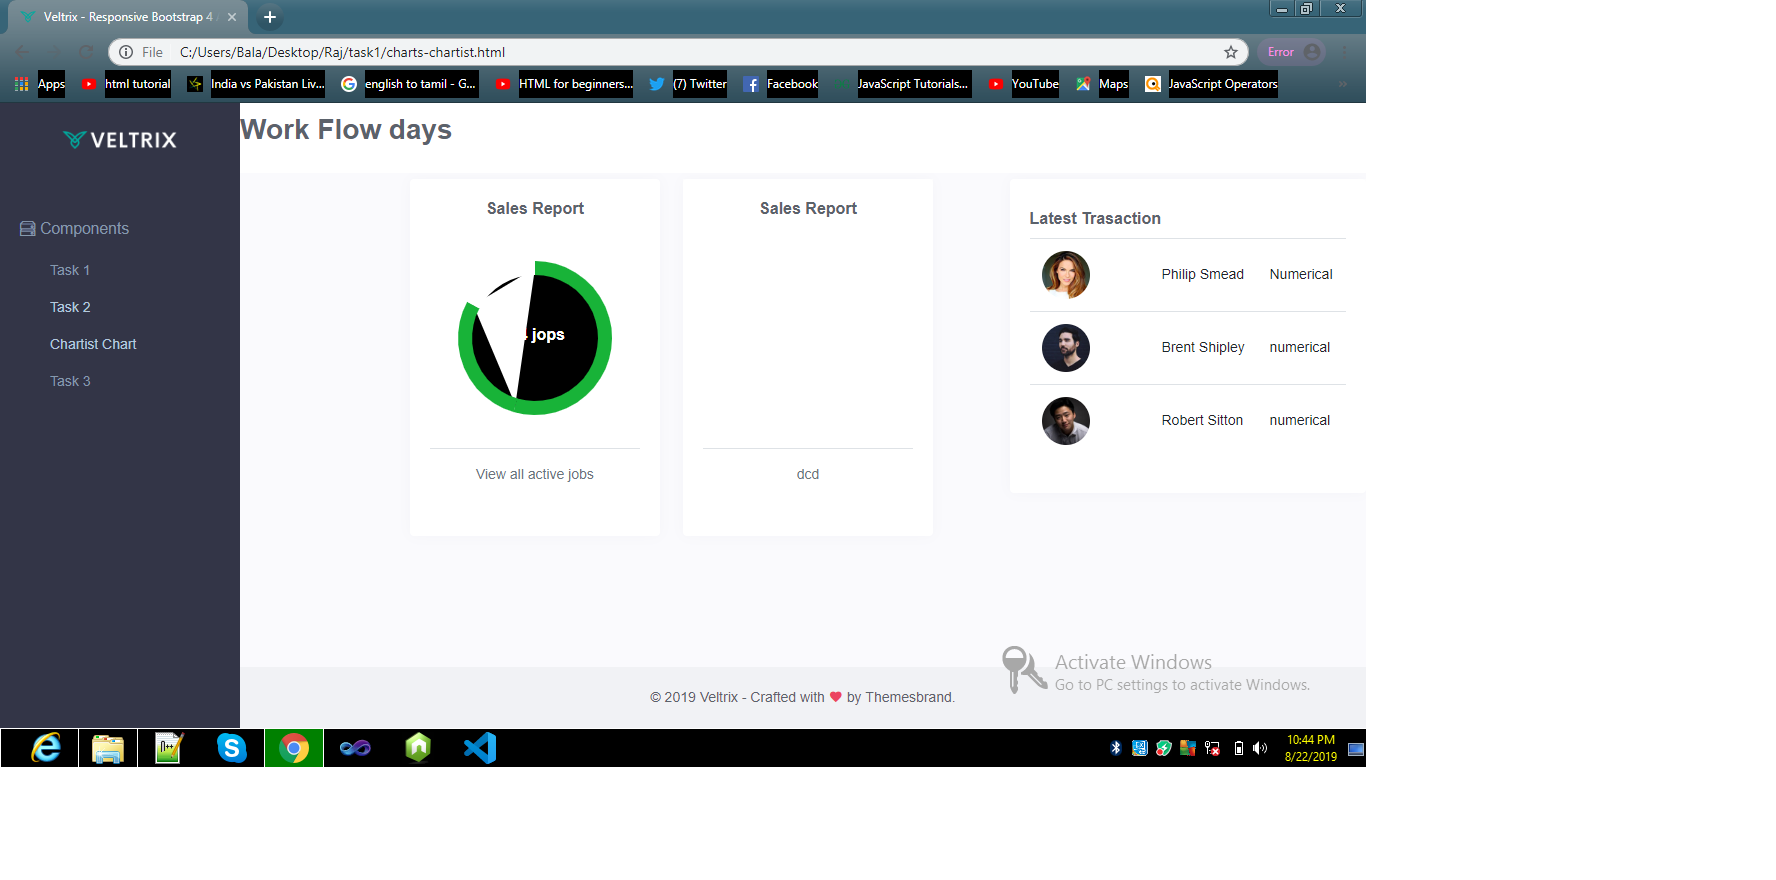 Veltrix - Responsive Bootstrap 4
File C:/Users/Bala/Desktop/Raj/task1/charts-chartist.html Error
Apps html tutorial India vs Pakistan Liv... english to tamil - G... HTML for beginners... (7) Twitter Facebook JavaScript Tutorials... YouTube Maps JavaScript Operators
VELTRIX
Work Flow days
Components
Task 1
Task 2
Chartist Chart
Task 3
Sales Report
jops
View all active jobs
Sales Report
dcd
Latest Trasaction
Philip Smead Numerical
Brent Shipley numerical
Robert Sitton numerical
Activate Windows
Go to PC settings to activate Windows.
© 2019 Veltrix - Crafted with ❤ by Themesbrand.
10:44 PM
8/22/2019